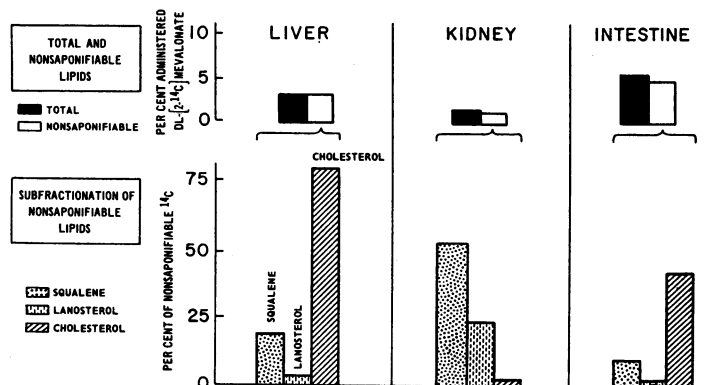 TOTAL AND
NONSAPONIFIABLE
LIPIDS
TOTAL
NONSAPONIFIABLE
PER CENT ADMINISTERED
DL-[2-14C] MEVALONATE
10
5
0
LIVER
KIDNEY
INTESTINE
SUBFRACTIONATION OF
NONSAPONIFIABLE
LIPIDS
SQUALENE
LANOSTEROL
CHOLESTEROL
PER CENT OF NONSAPONIFIABLE 14C
75
50
25
0
SQUALENE
LANOSTEROL
CHOLESTEROL